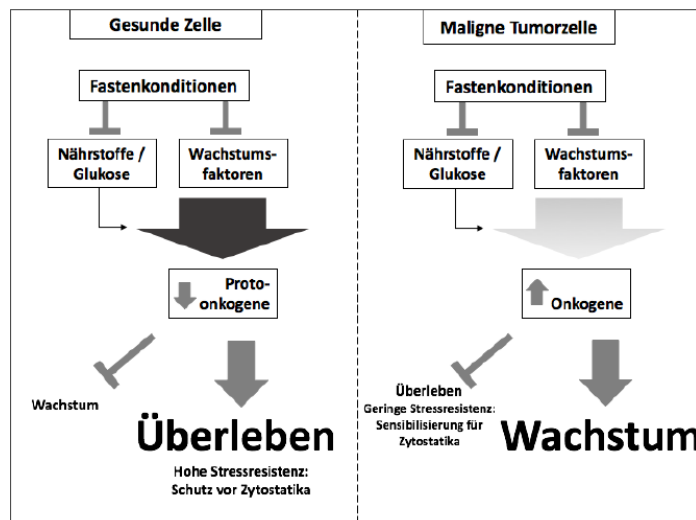 Gesunde Zelle
Fastenkonditionen
Nährstoffe /
Glukose
Wachstums-
faktoren
Proto-
onkogene
Wachstum
Überleben
Hohe Stressresistenz:
Schutz vor Zytostatika
Maligne Tumorzelle
Fastenkonditionen
Nährstoffe /
Glukose
Wachstums-
faktoren
Onkogene
Überleben
Geringe Stressresistenz:
Sensibilisierung für
Zytostatika
Wachstum